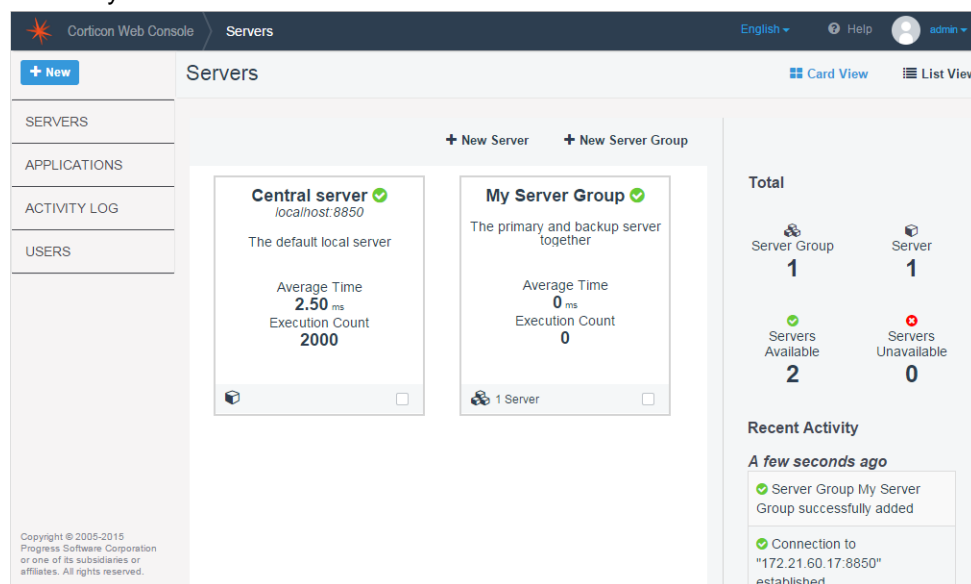 Corticon Web Console
Servers
English
Help
admin
+ New
Servers
Card View
List View
SERVERS
APPLICATIONS
ACTIVITY LOG
USERS
+ New Server
+ New Server Group
Central server
localhost:8850
The default local server
Average Time
2.50 ms
Execution Count
2000
My Server Group
The primary and backup server
together
Average Time
0 ms
Execution Count
0
1 Server
Total
Server Group
1
Server
1
Servers
Available
2
Servers
Unavailable
0
Recent Activity
A few seconds ago
Server Group My Server
Group successfully added
Connection to
"172.21.60.17:8850"
established
Copyright © 2005-2015
Progress Software Corporation
or one of its subsidiaries or
affiliates. All rights reserved.